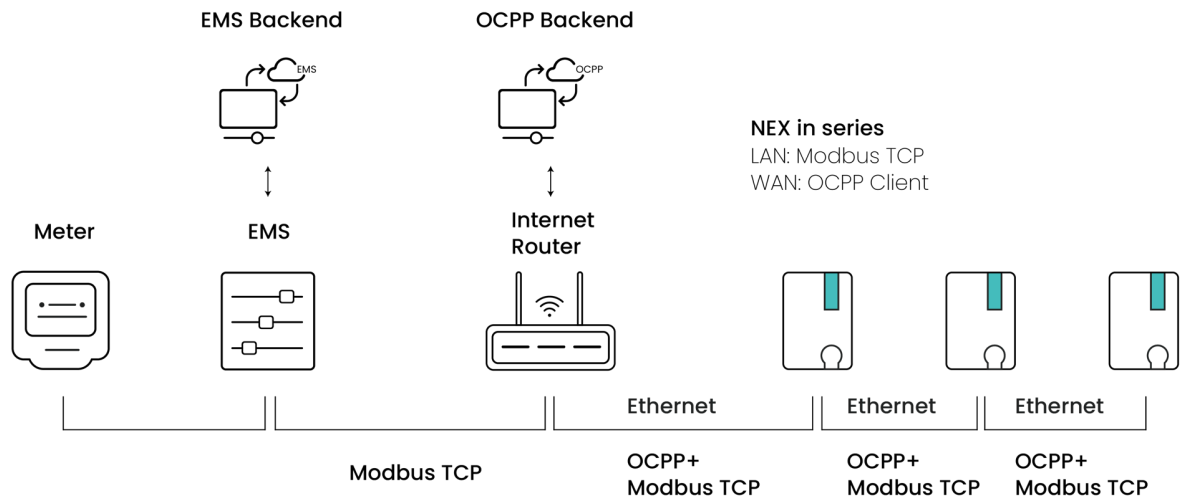 EMS Backend
OCPP Backend
EMS
OCPP
NEX in series
LAN: Modbus TCP
WAN: OCPP Client
Meter
EMS
Internet
Router
Ethernet
Ethernet
Ethernet
Modbus TCP
OCPP+
Modbus TCP
OCPP+
Modbus TCP
OCPP+
Modbus TCP